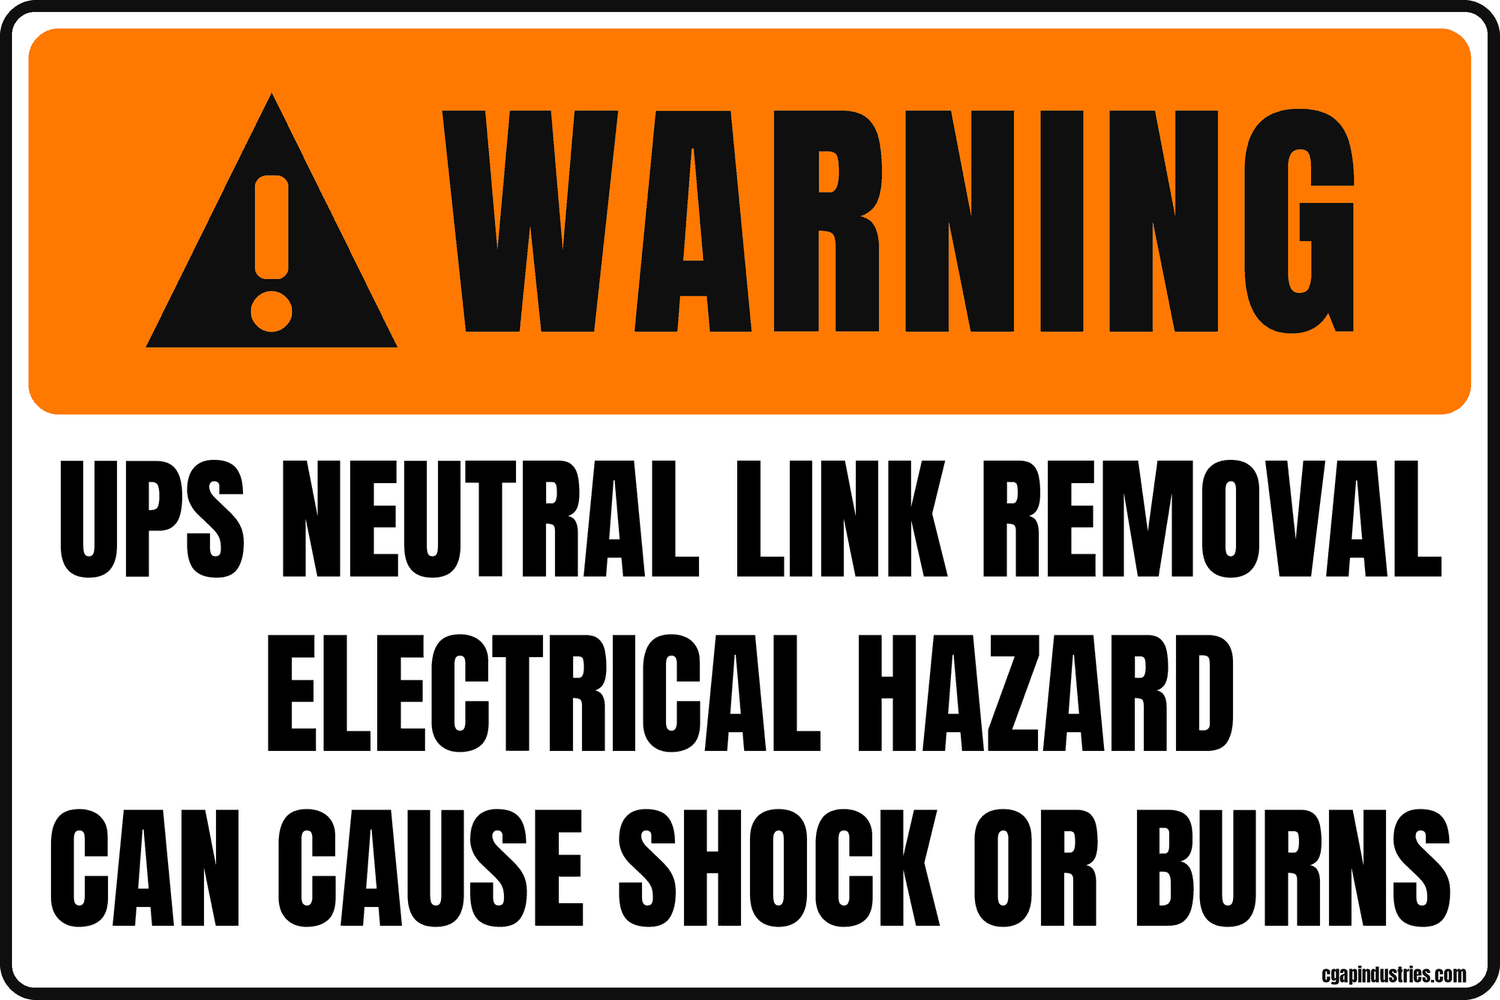 WARNING
UPS NEUTRAL LINK REMOVAL
ELECTRICAL HAZARD
CAN CAUSE SHOCK OR BURNS
cgapindustries.com